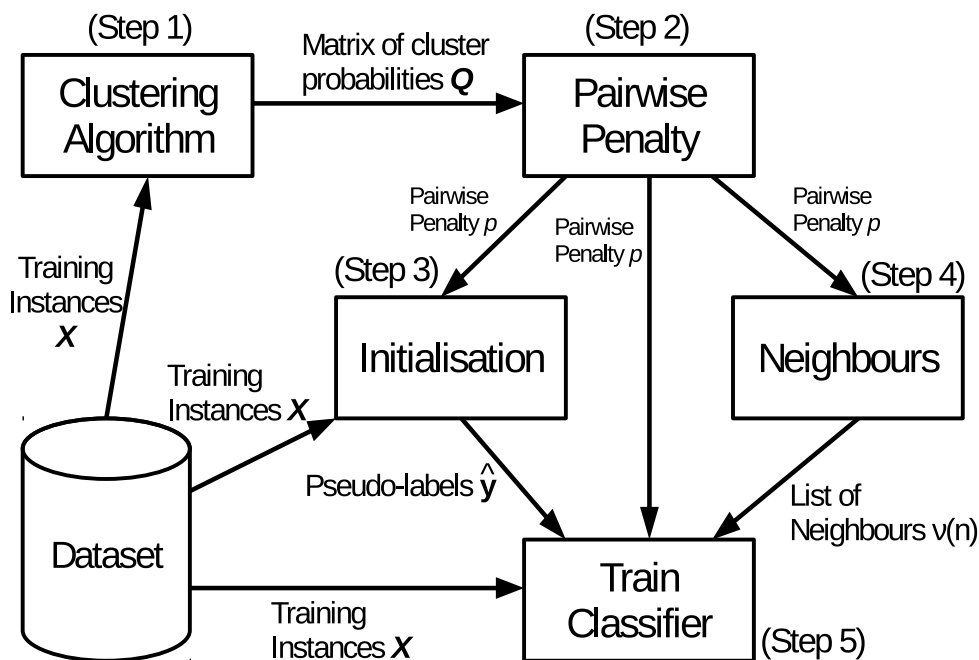 (Step 1)
Clustering
Algorithm
Matrix of cluster
probabilities Q
(Step 2)
Pairwise
Penalty
Pairwise
Penalty p
Pairwise
Penalty p
Pairwise
Penalty p
Training
Instances
X
(Step 3)
Initialisation
(Step 4)
Neighbours
Training
Instances X
Pseudo-labels ŷ
List of
Neighbours ν(n)
Dataset
Training
Instances X
Train
Classifier
(Step 5)